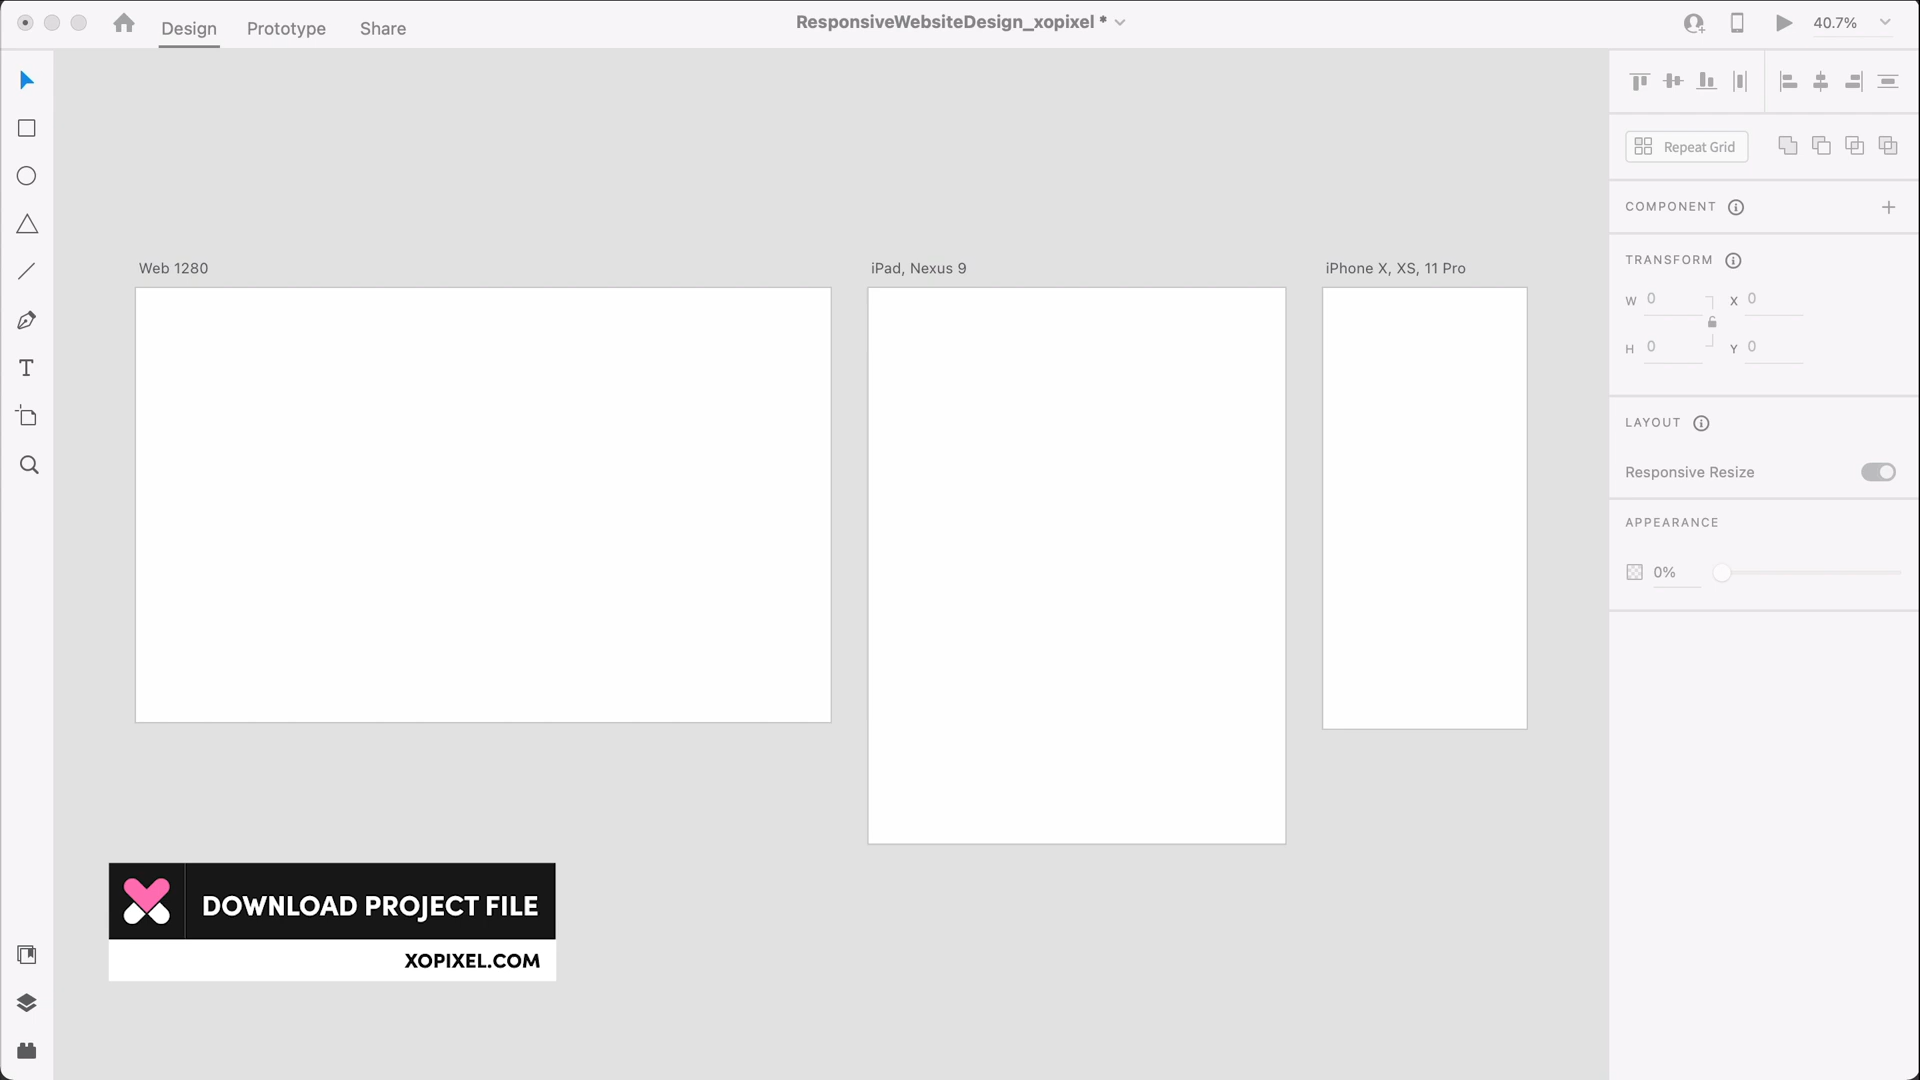 Design Prototype Share
ResponsiveWebsiteDesign_xopixel *
40.7%
Repeat Grid
COMPONENT
TRANSFORM
W 0 X 0
H 0 Y 0
LAYOUT
Responsive Resize
APPEARANCE
0%
Web 1280
iPad, Nexus 9
iPhone X, XS, 11 Pro
DOWNLOAD PROJECT FILE
XOPIXEL.COM